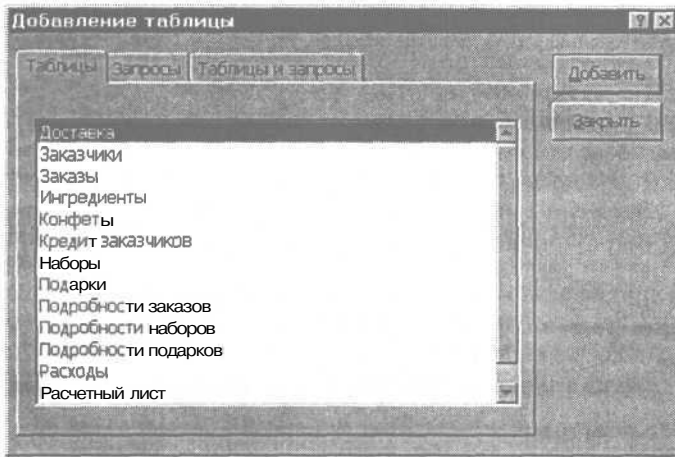 Добавление таблицы
Таблицы Запросы Таблицы и запросы
Добавить
Закрыть
Доставка
Заказчики
Заказы
Ингредиенты
Конфеты
Кредит заказчиков
Наборы
Подарки
Подробности заказов
Подробности наборов
Подробности подарков
Расходы
Расчетный лист